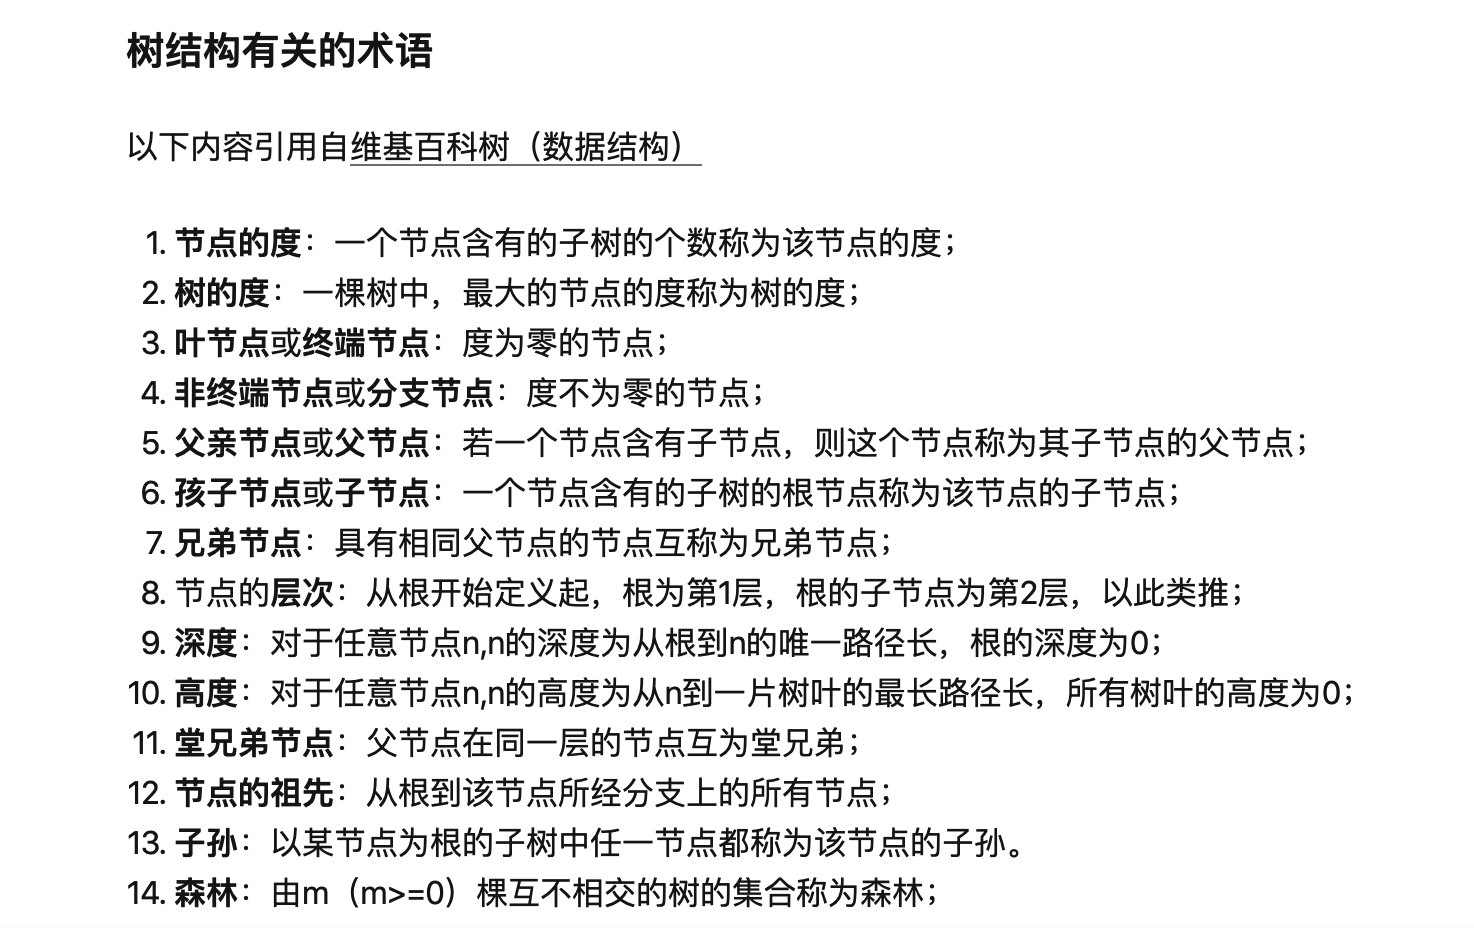 树结构有关的术语
以下内容引用自维基百科树（数据结构）
1. 节点的度：一个节点含有的子树的个数称为该节点的度；
2. 树的度：一棵树中，最大的节点的度称为树的度；
3. 叶节点或终端节点：度为零的节点；
4. 非终端节点或分支节点：度不为零的节点；
5. 父亲节点或父节点：若一个节点含有子节点，则这个节点称为其子节点的父节点；
6. 孩子节点或子节点：一个节点含有的子树的根节点称为该节点的子节点；
7. 兄弟节点：具有相同父节点的节点互称为兄弟节点；
8. 节点的层次：从根开始定义起，根为第1层，根的子节点为第2层，以此类推；
9. 深度：对于任意节点n,n的深度为从根到n的唯一路径长，根的深度为0；
10. 高度：对于任意节点n,n的高度为从n到一片树叶的最长路径长，所有树叶的高度为0；
11. 堂兄弟节点：父节点在同一层的节点互为堂兄弟；
12. 节点的祖先：从根到该节点所经分支上的所有节点；
13. 子孙：以某节点为根的子树中任一节点都称为该节点的子孙。
14. 森林：由m（m>=0）棵互不相交的树的集合称为森林；